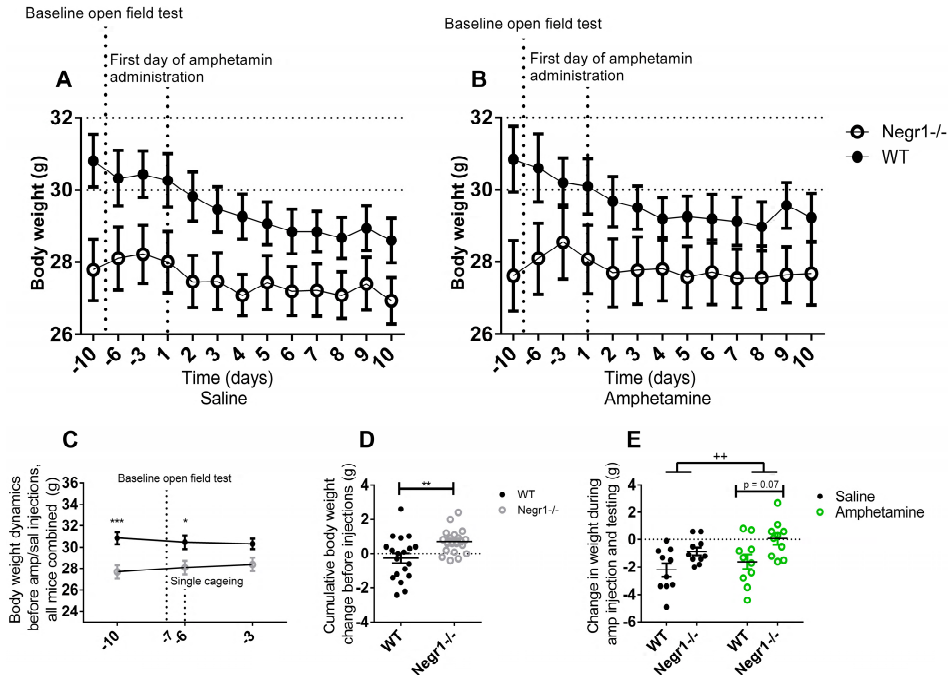 Baseline open field test
Baseline open field test
First day of amphetamin
administration
First day of amphetamin
administration
A
B
32
30
28
26
Body weight (g)
-10 -6 -3 1 2 3 4 5 6 7 8 9 10
Time (days)
Saline
32
30
28
26
Body weight (g)
-10 -6 -3 1 2 3 4 5 6 7 8 9 10
Time (days)
Amphetamine
Negr1-/-
WT
C
Body weight dynamics
before amp/sal injections,
all mice combined (g)
36
34
32
30
28
26
24
Baseline open field test
***
*
Single cageing
-10 -7 -6 -3
D
Cumulative body weight
change before injections (g)
4
2
0
-2
-4
**
WT
Negr1-/-
WT Negr1-/-
E
Change in weight during
amp injection and testing (g)
4
2
0
-2
-4
-6
++
p = 0.07
Saline
Amphetamine
WT Negr1-/- WT Negr1-/-